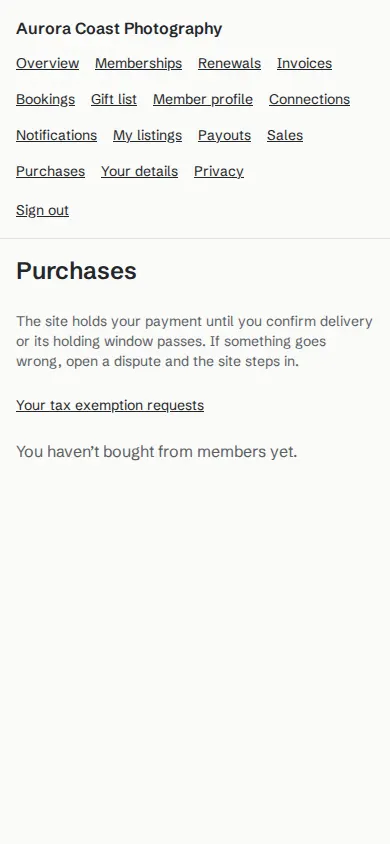 Aurora Coast Photography
Overview Memberships Renewals Invoices
Bookings Gift list Member profile Connections
Notifications My listings Payouts Sales
Purchases Your details Privacy
Sign out
Purchases
The site holds your payment until you confirm delivery
or its holding window passes. If something goes
wrong, open a dispute and the site steps in.
Your tax exemption requests
You haven’t bought from members yet.